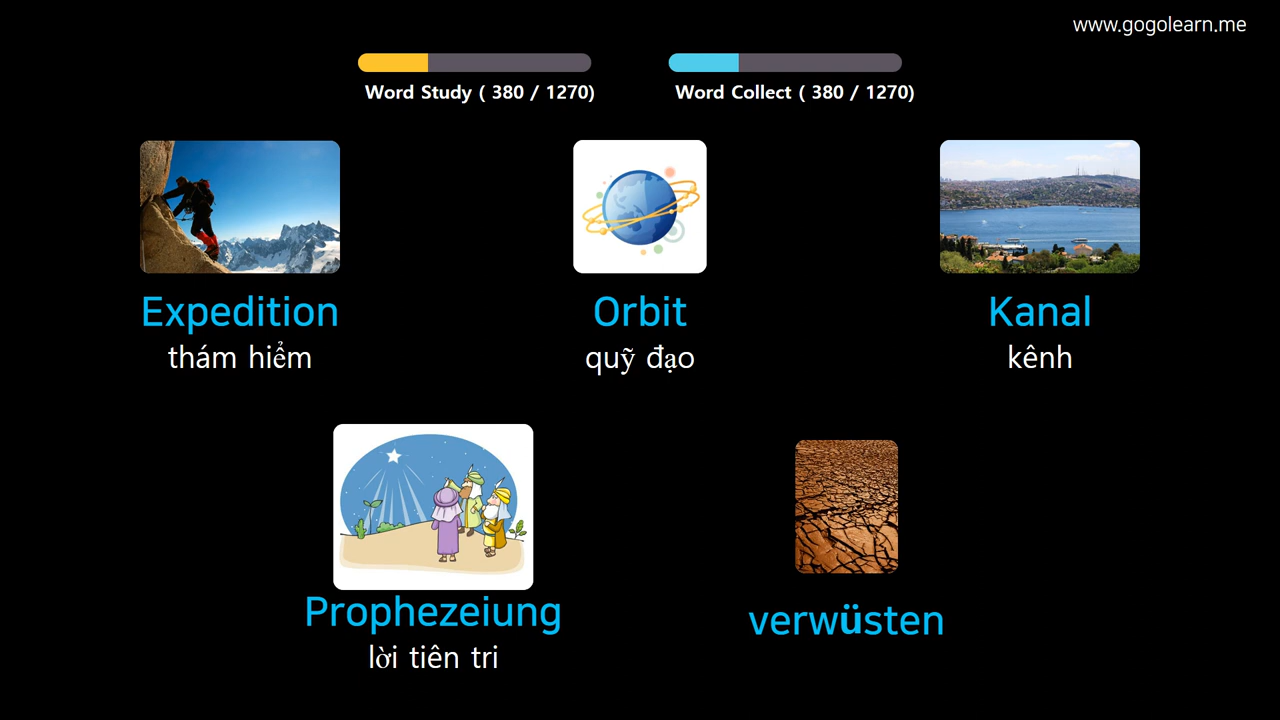 www.gogolearn.me
Word Study ( 380 / 1270)
Word Collect ( 380 / 1270)
Expedition
thám hiểm
Orbit
quỹ đạo
Kanal
kênh
Prophezeiung
lời tiên tri
verwüsten